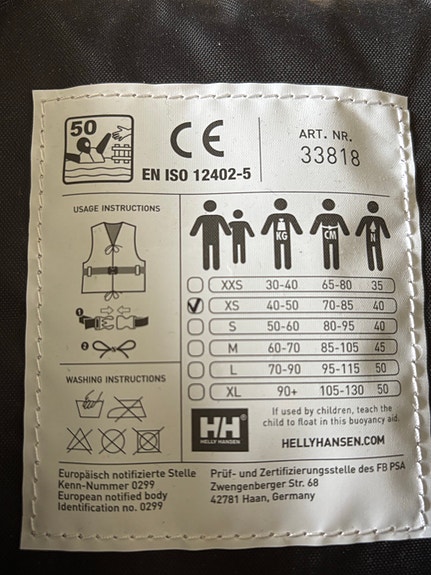 50
CE
EN ISO 12402-5
ART. NR.
33818
USAGE INSTRUCTIONS
1
2
WASHING INSTRUCTIONS
KG CM N
XXS 30-40 65-80 35
XS 40-50 70-85 40
S 50-60 80-95 40
M 60-70 85-105 45
L 70-90 95-115 50
XL 90+ 105-130 50
HH®
HELLY HANSEN
If used by children, teach the
child to float in this buoyancy aid.
HELLYHANSEN.COM
Europäisch notifizierte Stelle
Kenn-Nummer 0299
European notified body
Identification no. 0299
Prüf- und Zertifizierungsstelle des FB PSA
Zwengenberger Str. 68
42781 Haan, Germany